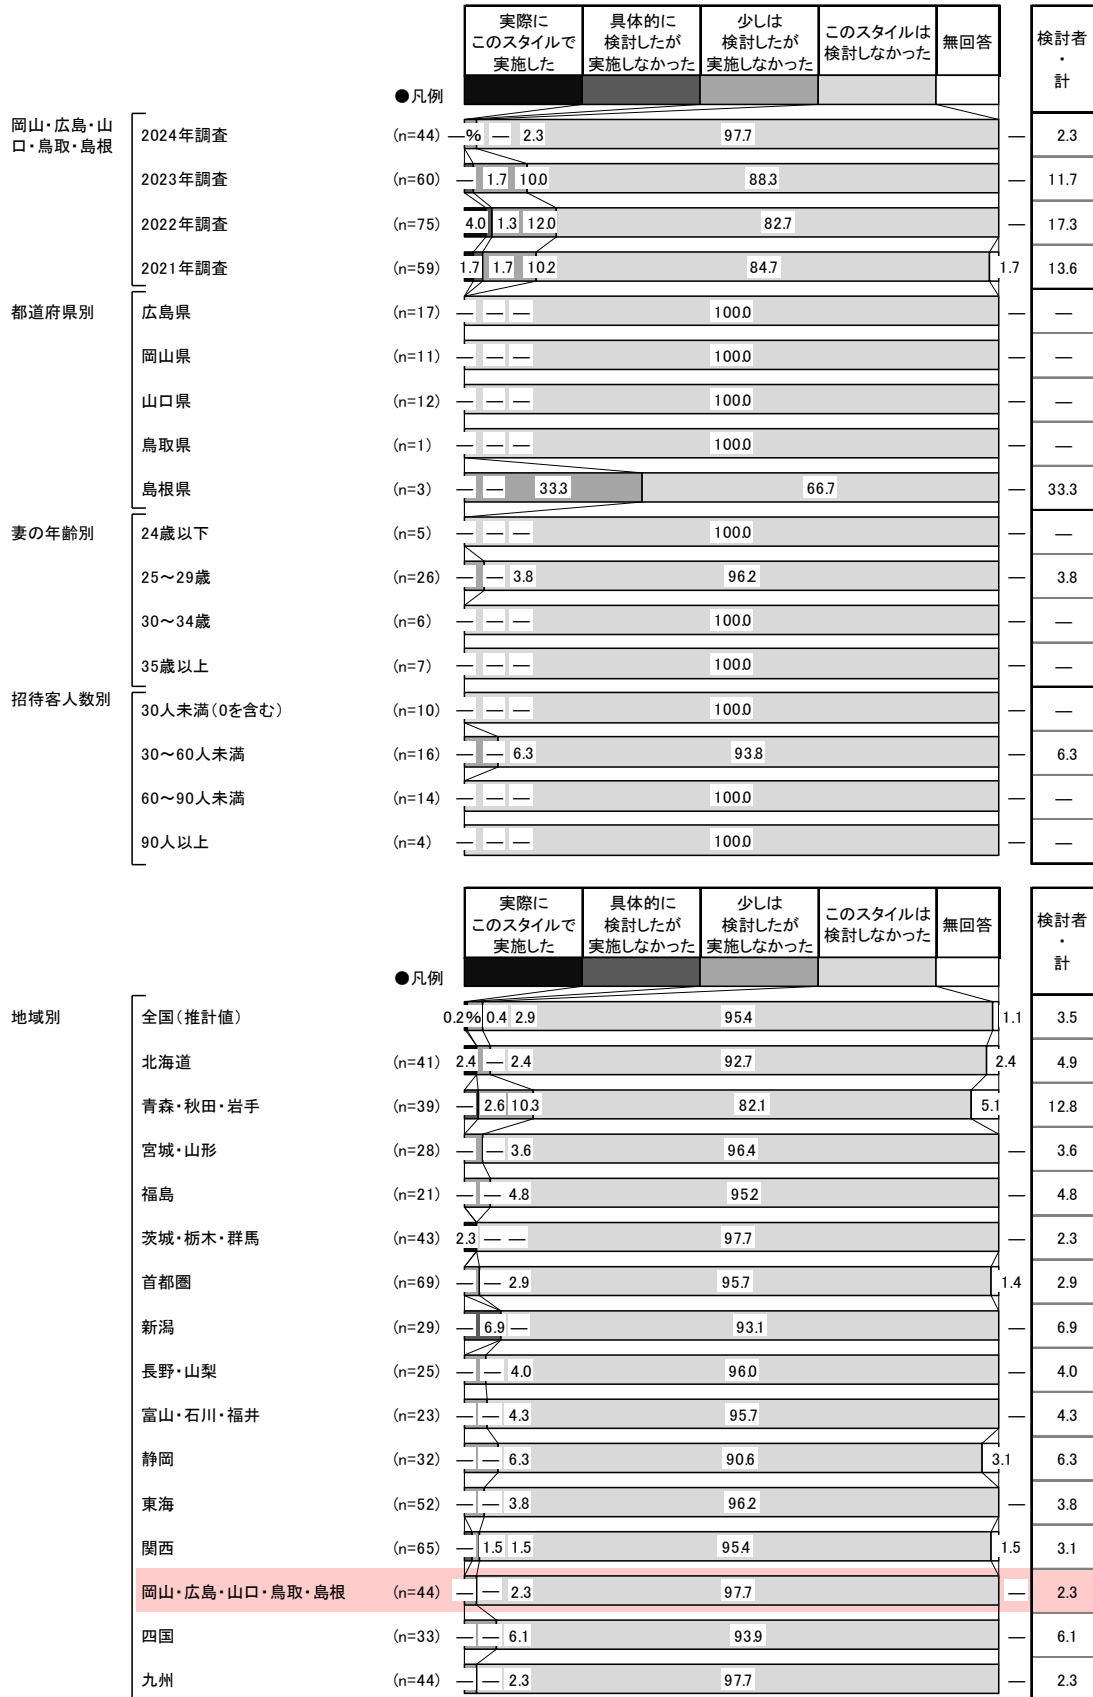 実際に
このスタイルで
実施した
具体的に
検討したが
実施しなかった
少しは
検討したが
実施しなかった
このスタイルは
検討しなかった
無回答
検討者
・
計
●凡例
岡山・広島・山
口・鳥取・島根
2024年調査 (n=44) ―% ― 2.3 97.7 ― 2.3
2023年調査 (n=60) ― 1.7 10.0 88.3 ― 11.7
2022年調査 (n=75) 4.0 1.3 12.0 82.7 ― 17.3
2021年調査 (n=59) 1.7 1.7 10.2 84.7 1.7 13.6
都道府県別
広島県 (n=17) ― ― ― 100.0 ― ―
岡山県 (n=11) ― ― ― 100.0 ― ―
山口県 (n=12) ― ― ― 100.0 ― ―
鳥取県 (n=1) ― ― ― 100.0 ― ―
島根県 (n=3) ― ― 33.3 66.7 ― 33.3
妻の年齢別
24歳以下 (n=5) ― ― ― 100.0 ― ―
25～29歳 (n=26) ― ― 3.8 96.2 ― 3.8
30～34歳 (n=6) ― ― ― 100.0 ― ―
35歳以上 (n=7) ― ― ― 100.0 ― ―
招待客人数別
30人未満(0を含む) (n=10) ― ― ― 100.0 ― ―
30～60人未満 (n=16) ― ― 6.3 93.8 ― 6.3
60～90人未満 (n=14) ― ― ― 100.0 ― ―
90人以上 (n=4) ― ― ― 100.0 ― ―
実際に
このスタイルで
実施した
具体的に
検討したが
実施しなかった
少しは
検討したが
実施しなかった
このスタイルは
検討しなかった
無回答
検討者
・
計
●凡例
地域別
全国(推計値) 0.2% 0.4 2.9 95.4 1.1 3.5
北海道 (n=41) 2.4 ― 2.4 92.7 2.4 4.9
青森・秋田・岩手 (n=39) ― 2.6 10.3 82.1 5.1 12.8
宮城・山形 (n=28) ― ― 3.6 96.4 ― 3.6
福島 (n=21) ― ― 4.8 95.2 ― 4.8
茨城・栃木・群馬 (n=43) 2.3 ― ― 97.7 ― 2.3
首都圏 (n=69) ― ― 2.9 95.7 1.4 2.9
新潟 (n=29) ― 6.9 ― 93.1 ― 6.9
長野・山梨 (n=25) ― ― 4.0 96.0 ― 4.0
富山・石川・福井 (n=23) ― ― 4.3 95.7 ― 4.3
静岡 (n=32) ― ― 6.3 90.6 3.1 6.3
東海 (n=52) ― ― 3.8 96.2 ― 3.8
関西 (n=65) ― 1.5 1.5 95.4 1.5 3.1
岡山・広島・山口・鳥取・島根 (n=44) ― ― 2.3 97.7 ― 2.3
四国 (n=33) ― ― 6.1 93.9 ― 6.1
九州 (n=44) ― ― 2.3 97.7 ― 2.3